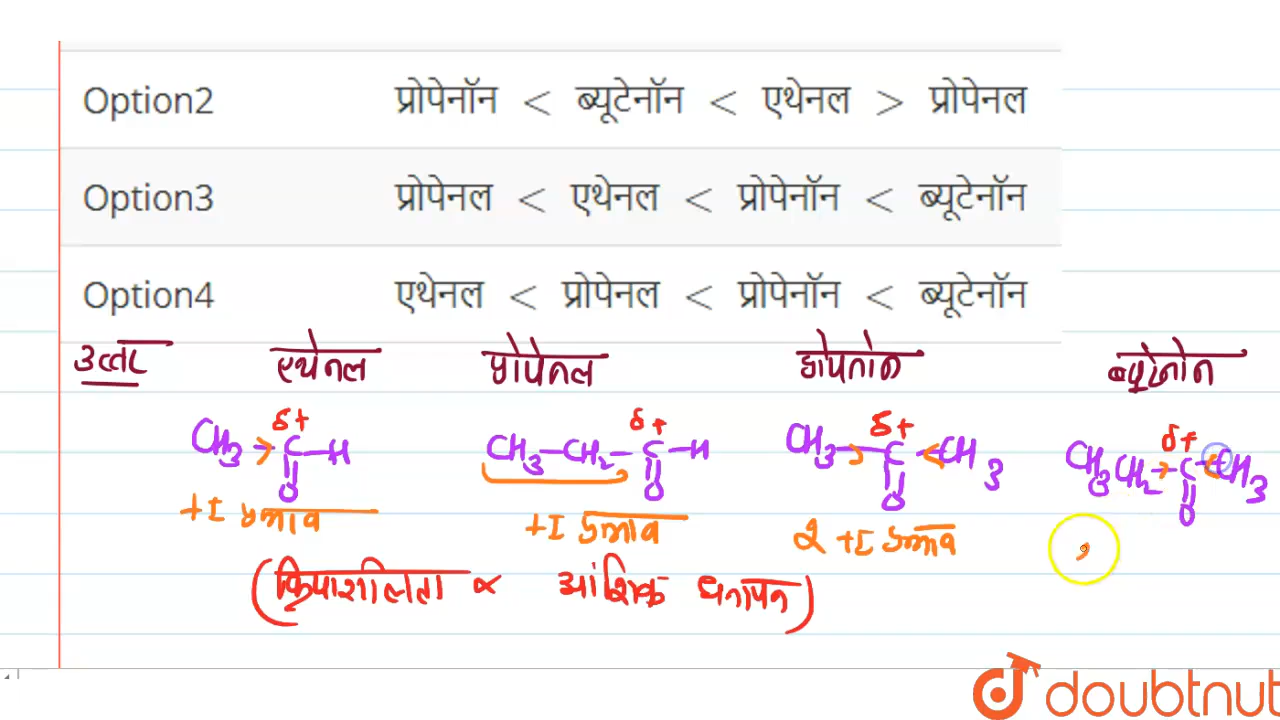 Option2 प्रोपेनॉन < ब्यूटेनॉन < एथेनल > प्रोपेनल
Option3 प्रोपेनल < एथेनल < प्रोपेनॉन < ब्यूटेनॉन
Option4 एथेनल < प्रोपेनल < प्रोपेनॉन < ब्यूटेनॉन
उत्तर एथेनल प्रोपेनल प्रोपेनोन ब्यूटेनोन
δ+ δ+ δ+ δ+
CH3-C-H CH3-CH2-C-H CH3-C-CH3 CH3CH2-C-CH3
O O O O
+I प्रभाव +I प्रभाव 2 +I प्रभाव ,
(क्रियाशीलता ∝ आंशिक धनापन)
doubtnut